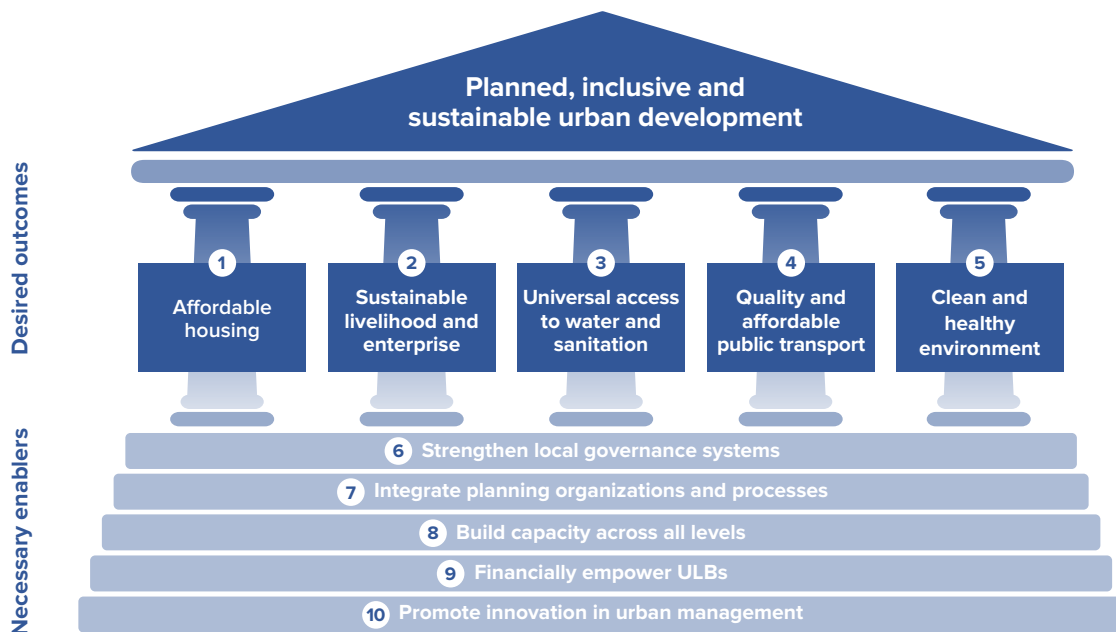 Planned, inclusive and
sustainable urban development
Desired outcomes
1
Affordable
housing
2
Sustainable
livelihood and
enterprise
3
Universal access
to water and
sanitation
4
Quality and
affordable
public transport
5
Clean and
healthy
environment
Necessary enablers
6 Strengthen local governance systems
7 Integrate planning organizations and processes
8 Build capacity across all levels
9 Financially empower ULBs
10 Promote innovation in urban management